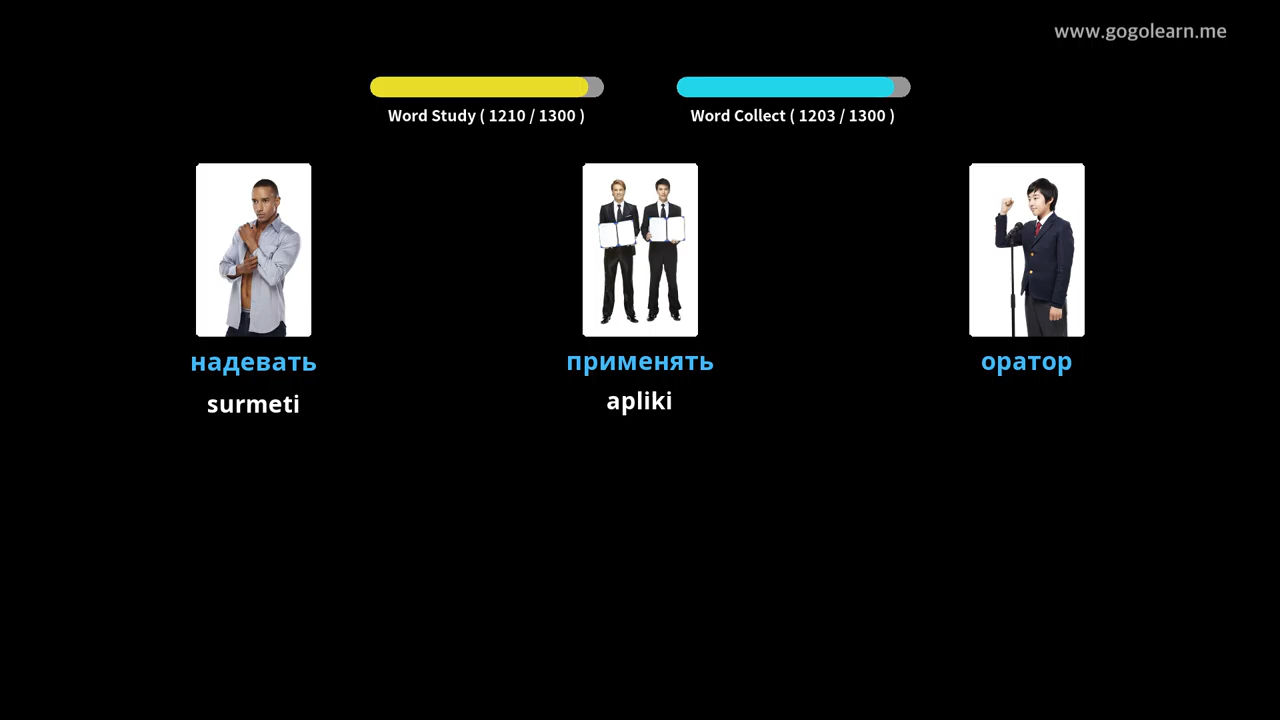 www.gogolearn.me
Word Study ( 1210 / 1300 )
Word Collect ( 1203 / 1300 )
надевать
применять
оратор
surmeti
apliki